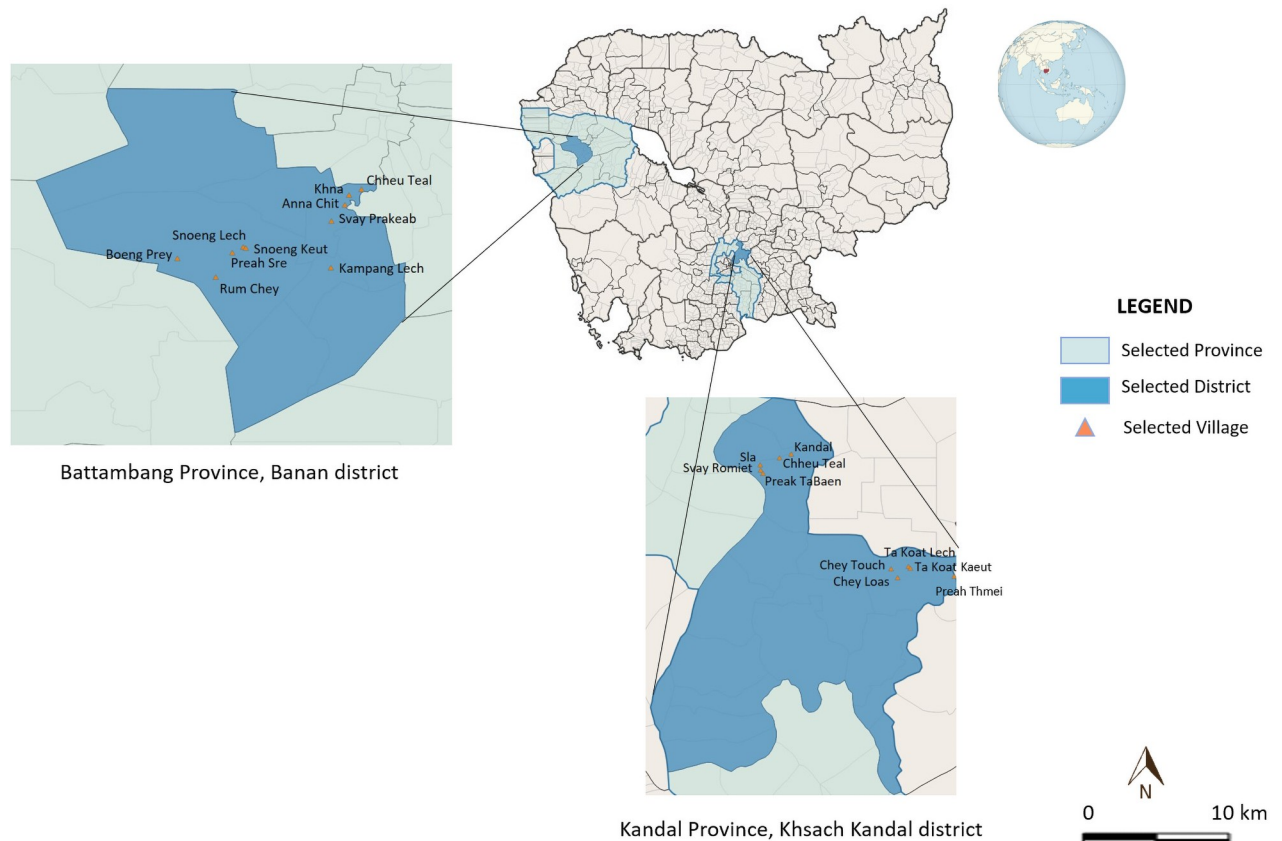 Khna
Chheu Teal
Anna Chit
Svay Prakeab
Snoeng Lech
Snoeng Keut
Boeng Prey
Preah Sre
Kampang Lech
Rum Chey
Battambang Province, Banan district
LEGEND
Selected Province
Selected District
Selected Village
Kandal
Sla
Chheu Teal
Svay Romiet
Preak TaBaen
Ta Koat Lech
Chey Touch
Ta Koat Kaeut
Chey Loas
Preah Thmei
Kandal Province, Khsach Kandal district
N
0 10 km